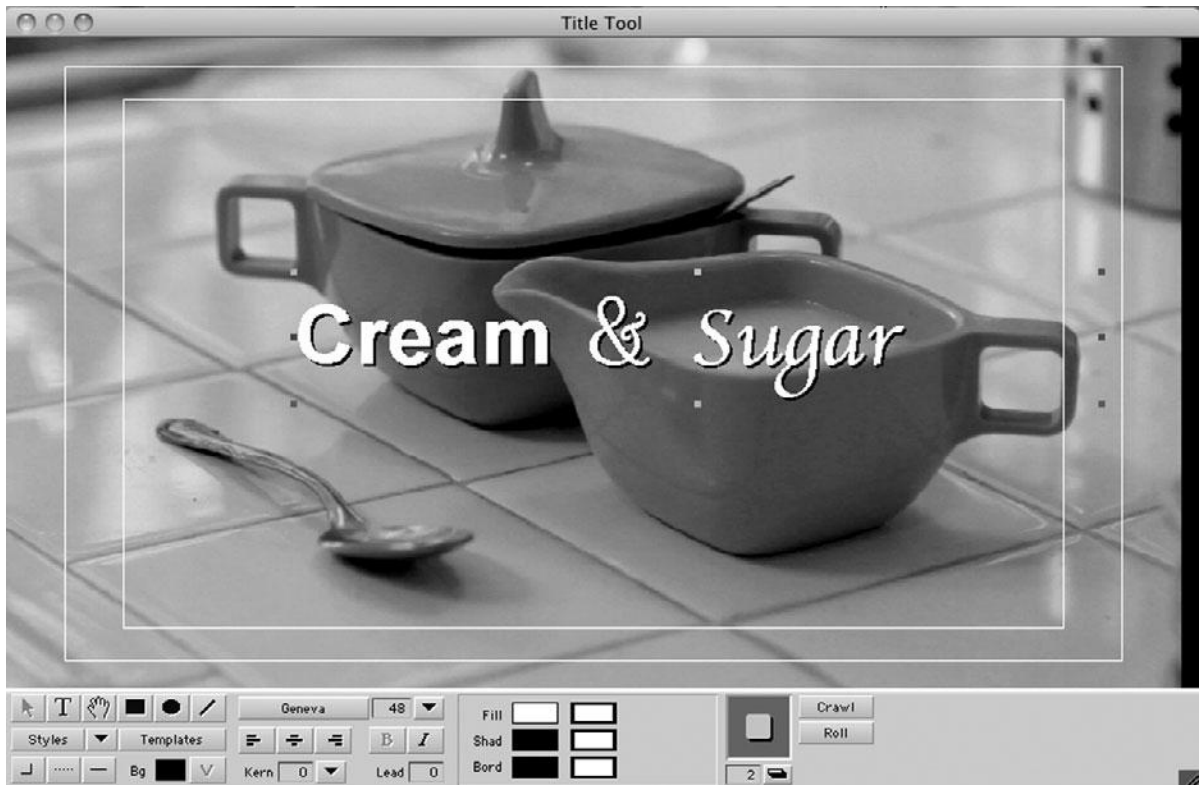 Title Tool
Cream & Sugar
T Geneva 48 Fill Crawl
Styles Templates Shad Roll
B I
Bg V Kern 0 Lead 0 Bord 2